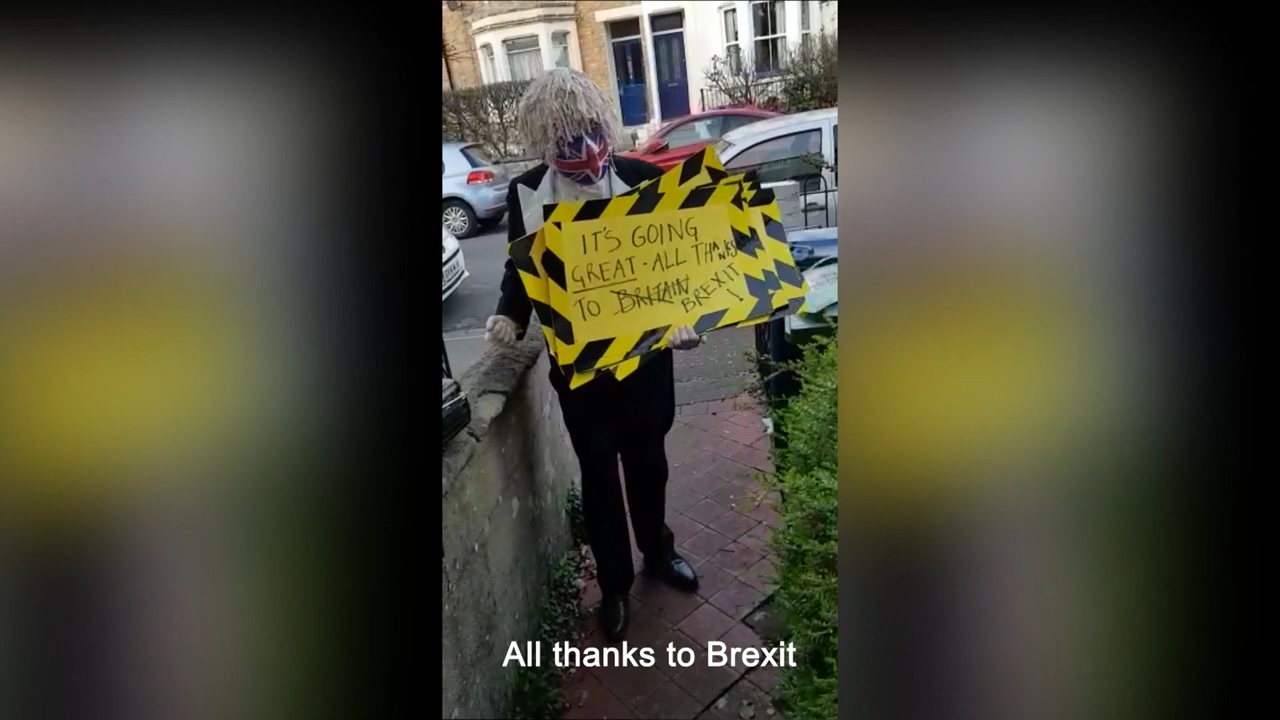 IT'S GOING
GREAT - ALL THANKS
TO BRITAIN BREXIT!
All thanks to Brexit